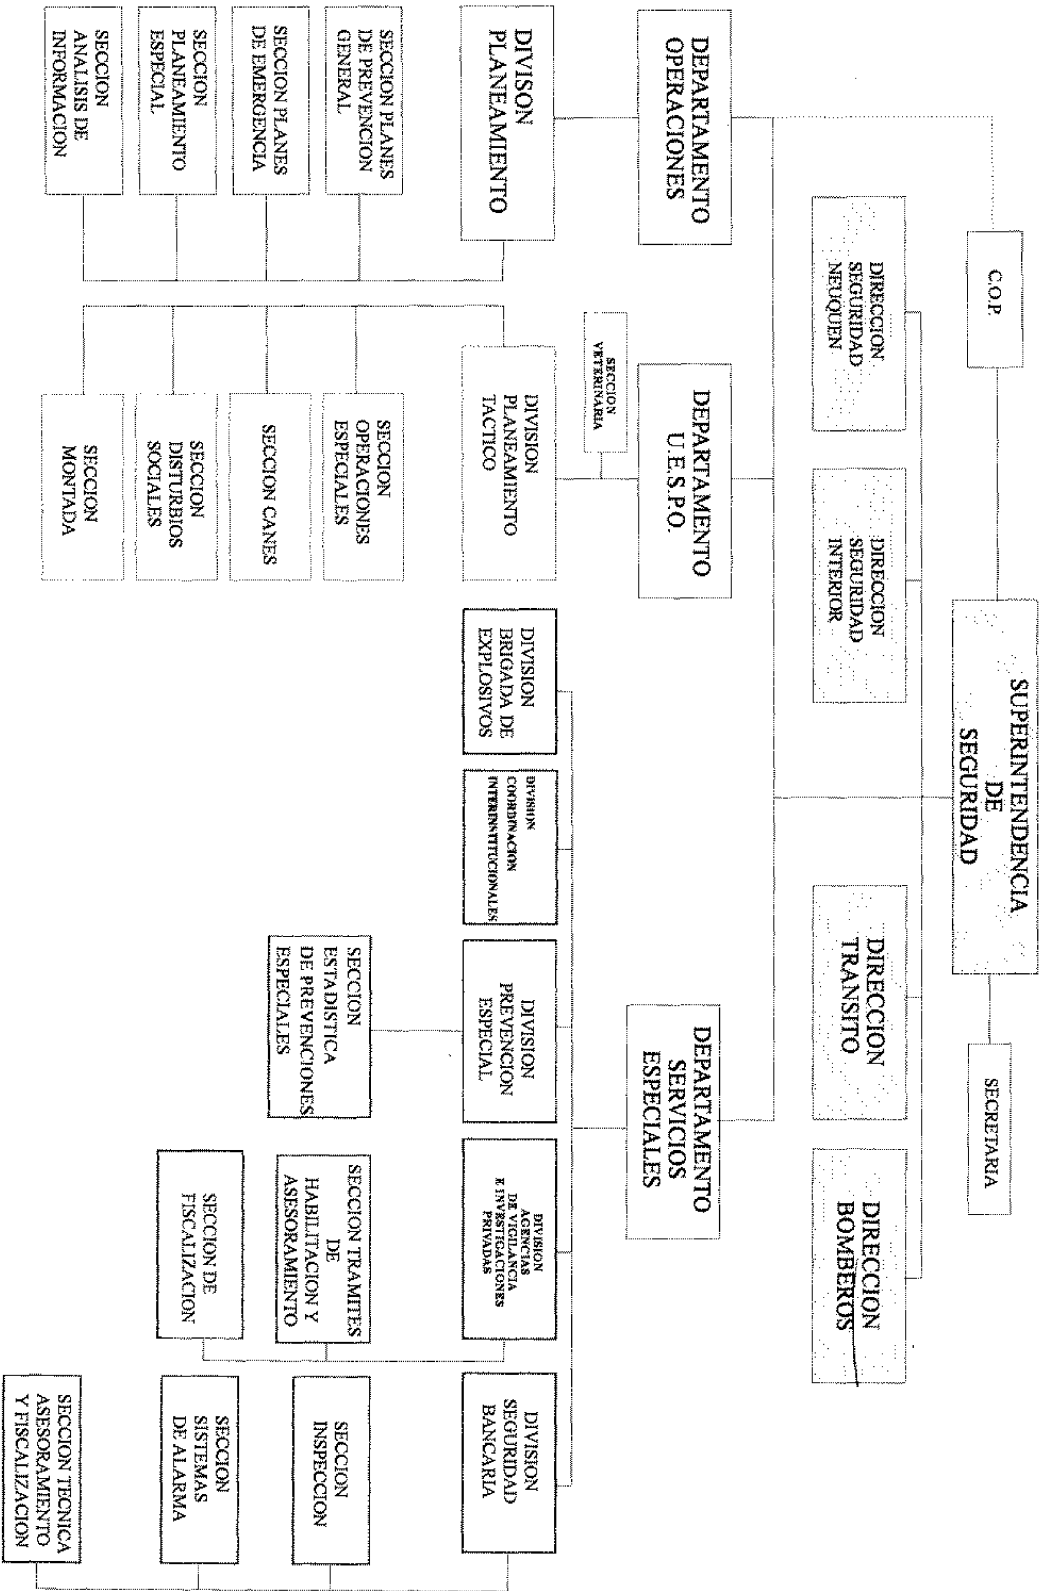 SUPERINTENDENCIA
DE
SEGURIDAD
C.O.P.
SECRETARIA
DIRECCION
SEGURIDAD
NEUQUEN
DIRECCION
SEGURIDAD
INTERIOR
DIRECCION
TRANSITO
DIRECCION
BOMBEROS
DEPARTAMENTO
OPERACIONES
DEPARTAMENTO
U.E.S.P.O.
DEPARTAMENTO
SERVICIOS
ESPECIALES
SECCION
VETERINARIA
DIVISON
PLANEAMIENTO
DIVISION
PLANEAMIENTO
TACTICO
DIVISION
BRIGADA DE
EXPLOSIVOS
DIVISION
COORDINACION
INTERINSTITUCIONALES
DIVISION
PREVENCION
ESPECIAL
DIVISION
AGENCIAS
DE VIGILANCIA
E INVESTIGACIONES
PRIVADAS
DIVISION
SEGURIDAD
BANCARIA
SECCION PLANES
DE PREVENCION
GENERAL
SECCION PLANES
DE EMERGENCIA
SECCION
PLANEAMIENTO
ESPECIAL
SECCION
ANALISIS DE
INFORMACION
SECCION
OPERACIONES
ESPECIALES
SECCION CANES
SECCION
DISTURBIOS
SOCIALES
SECCION
MONTADA
SECCION
ESTADISTICA
DE PREVENCIONES
ESPECIALES
SECCION TRAMITES
DE
HABILITACION Y
ASESORAMIENTO
SECCION DE
FISCALIZACION
SECCION
INSPECCION
SECCION
SISTEMAS
DE ALARMA
SECCION TECNICA
ASESORAMIENTO
Y FISCALIZACION